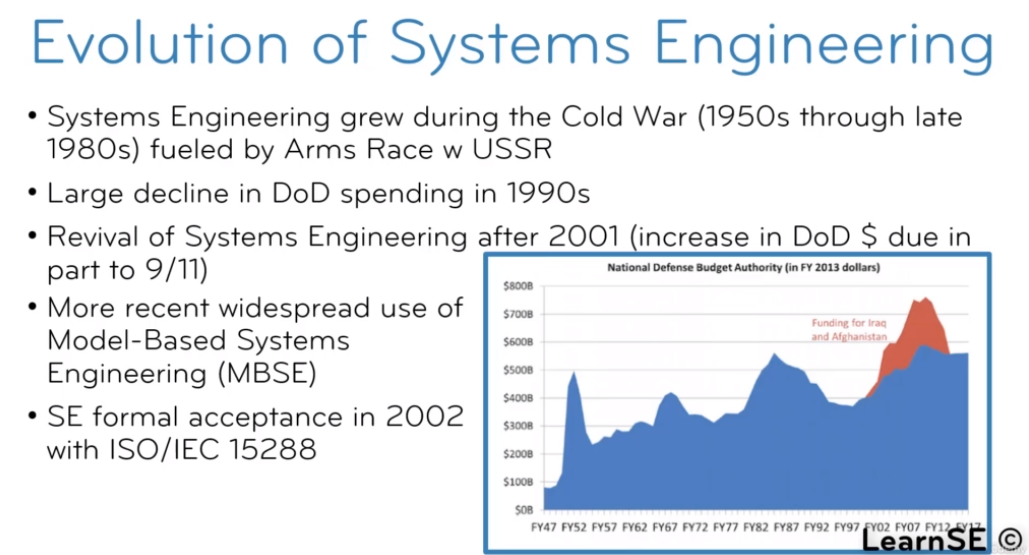 Evolution of Systems Engineering
• Systems Engineering grew during the Cold War (1950s through late
1980s) fueled by Arms Race w USSR
• Large decline in DoD spending in 1990s
• Revival of Systems Engineering after 2001 (increase in DoD $ due in
part to 9/11)
• More recent widespread use of
Model-Based Systems
Engineering (MBSE)
• SE formal acceptance in 2002
with ISO/IEC 15288
National Defense Budget Authority (in FY 2013 dollars)
$800B
$700B
$600B
$500B
$400B
$300B
$200B
$100B
$0B
Funding for Iraq
and Afghanistan
FY47 FY52 FY57 FY62 FY67 FY72 FY77 FY82 FY87 FY92 FY97 FY02 FY07 FY12 FY17
LearnSE ©